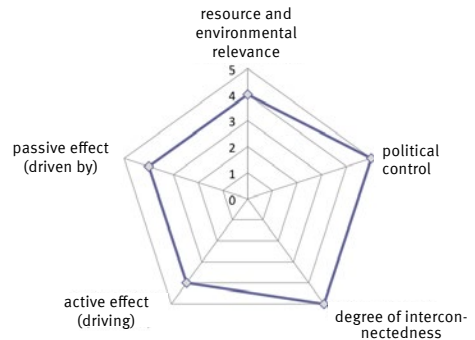 resource and
environmental
relevance
5
4
3
2
1
0
passive effect
(driven by)
political
control
active effect
(driving)
degree of intercon-
nectedness